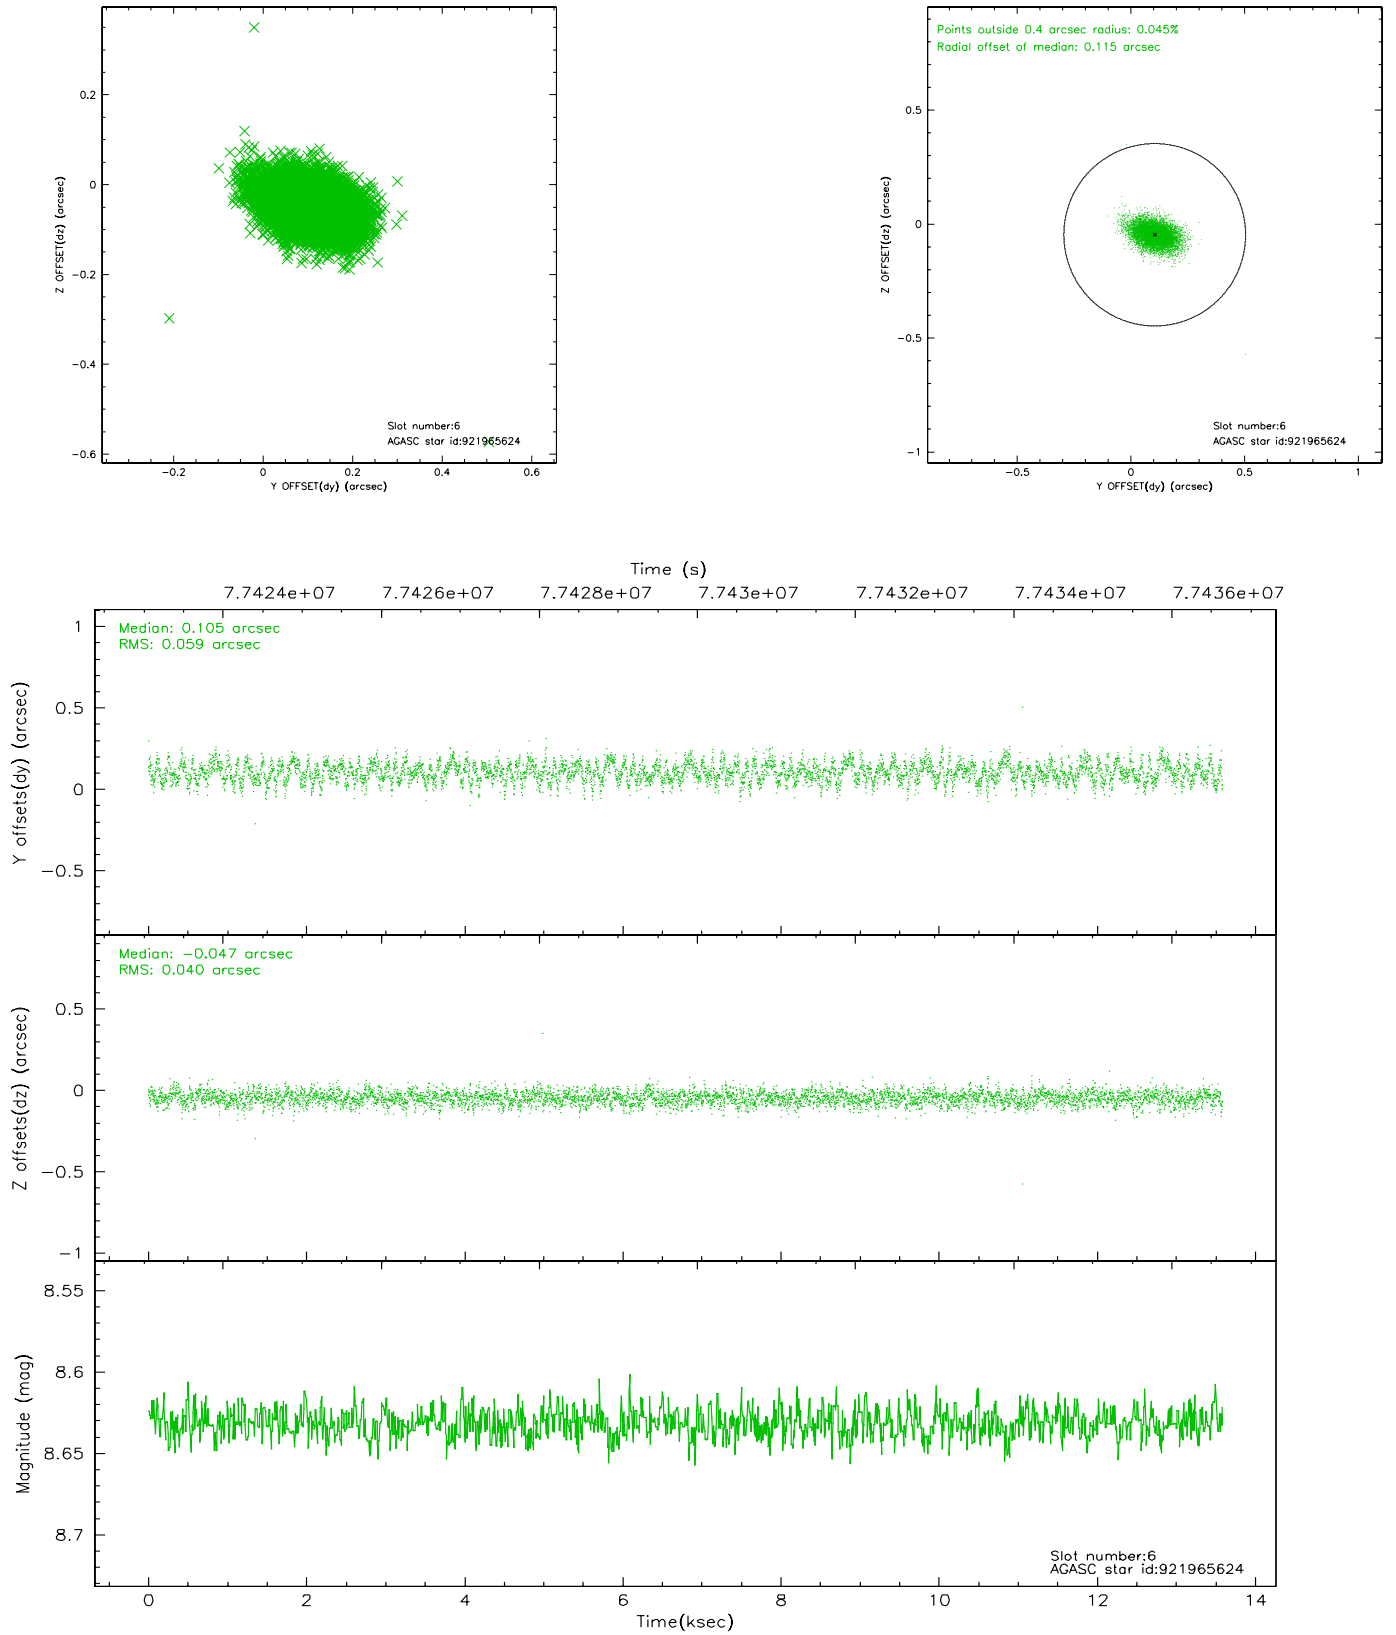 0.2
0
-0.2
-0.4
-0.6
-0.2
0
0.2
0.4
0.6
Z OFFSET(dz) (arcsec)
Y OFFSET(dy) (arcsec)
Slot number:6
AGASC star id:921965624
Points outside 0.4 arcsec radius: 0.045%
Radial offset of median: 0.115 arcsec
0.5
0
-0.5
-1
-0.5
0
0.5
1
Z OFFSET(dz) (arcsec)
Y OFFSET(dy) (arcsec)
Slot number:6
AGASC star id:921965624
Time (s)
7.7424e+07
7.7426e+07
7.7428e+07
7.743e+07
7.7432e+07
7.7434e+07
7.7436e+07
Median: 0.105 arcsec
RMS: 0.059 arcsec
1
0.5
0
-0.5
Y offsets(dy) (arcsec)
Median: -0.047 arcsec
RMS: 0.040 arcsec
0.5
0
-0.5
-1
Z offsets(dz) (arcsec)
8.55
8.6
8.65
8.7
Magnitude (mag)
Slot number:6
AGASC star id:921965624
0
2
4
6
8
10
12
14
Time(ksec)